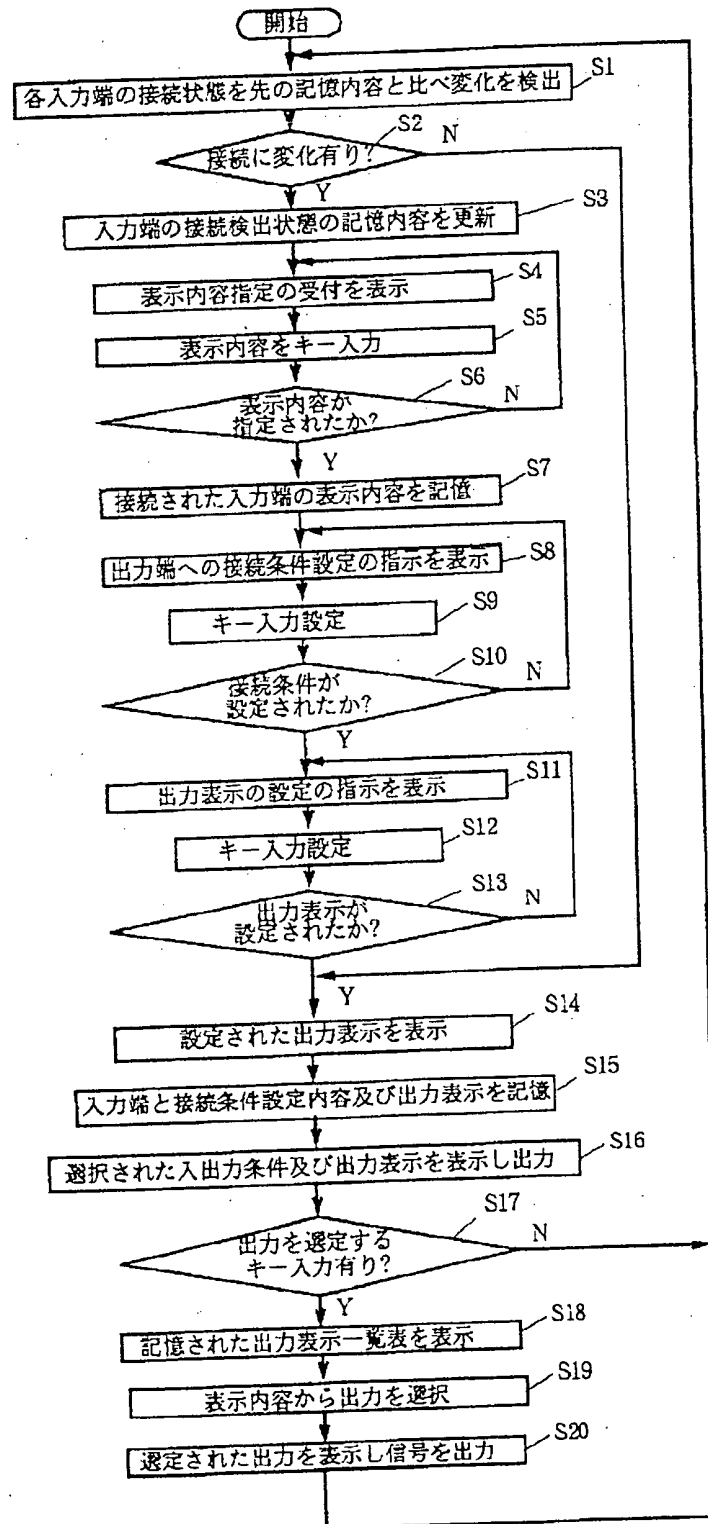 開始
各入力端の接続状態を先の記憶内容と比べ変化を検出
S1
接続に変化有り?
S2
N
Y
入力端の接続検出状態の記憶内容を更新
S3
表示内容指定の受付を表示
S4
表示内容をキー入力
S5
表示内容が
指定されたか?
S6
N
Y
接続された入力端の表示内容を記憶
S7
出力端への接続条件設定の指示を表示
S8
キー入力設定
S9
接続条件が
設定されたか?
S10
N
Y
出力表示の設定の指示を表示
S11
キー入力設定
S12
出力表示が
設定されたか?
S13
N
Y
設定された出力表示を表示
S14
入力端と接続条件設定内容及び出力表示を記憶
S15
選択された入出力条件及び出力表示を表示し出力
S16
出力を選定する
キー入力有り?
S17
N
Y
記憶された出力表示一覧表を表示
S18
表示内容から出力を選択
S19
選定された出力を表示し信号を出力
S20